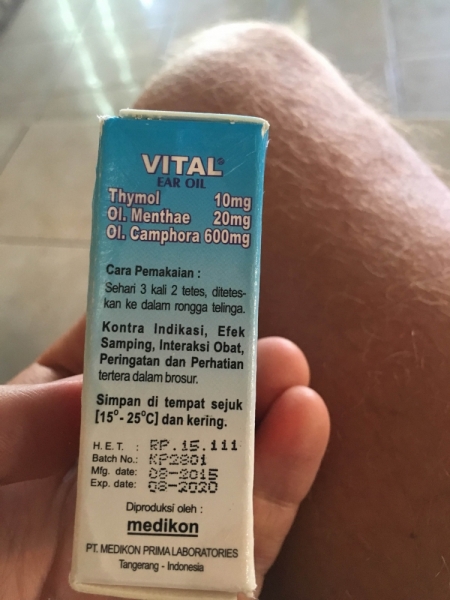 VITAL®
EAR OIL
Thymol 10mg
Ol. Menthae 20mg
Ol. Camphora 600mg
Cara Pemakaian :
Sehari 3 kali 2 tetes, ditetes-
kan ke dalam rongga telinga.
Kontra Indikasi, Efek
Samping, Interaksi Obat,
Peringatan dan Perhatian
tertera dalam brosur.
Simpan di tempat sejuk
[15°- 25°C] dan kering.
H. E. T. : RP.15.111
Batch No.: KP2801
Mfg. date: 08-2015
Exp. date: 08-2020
Diproduksi oleh :
medikon
PT. MEDIKON PRIMA LABORATORIES
Tangerang - Indonesia